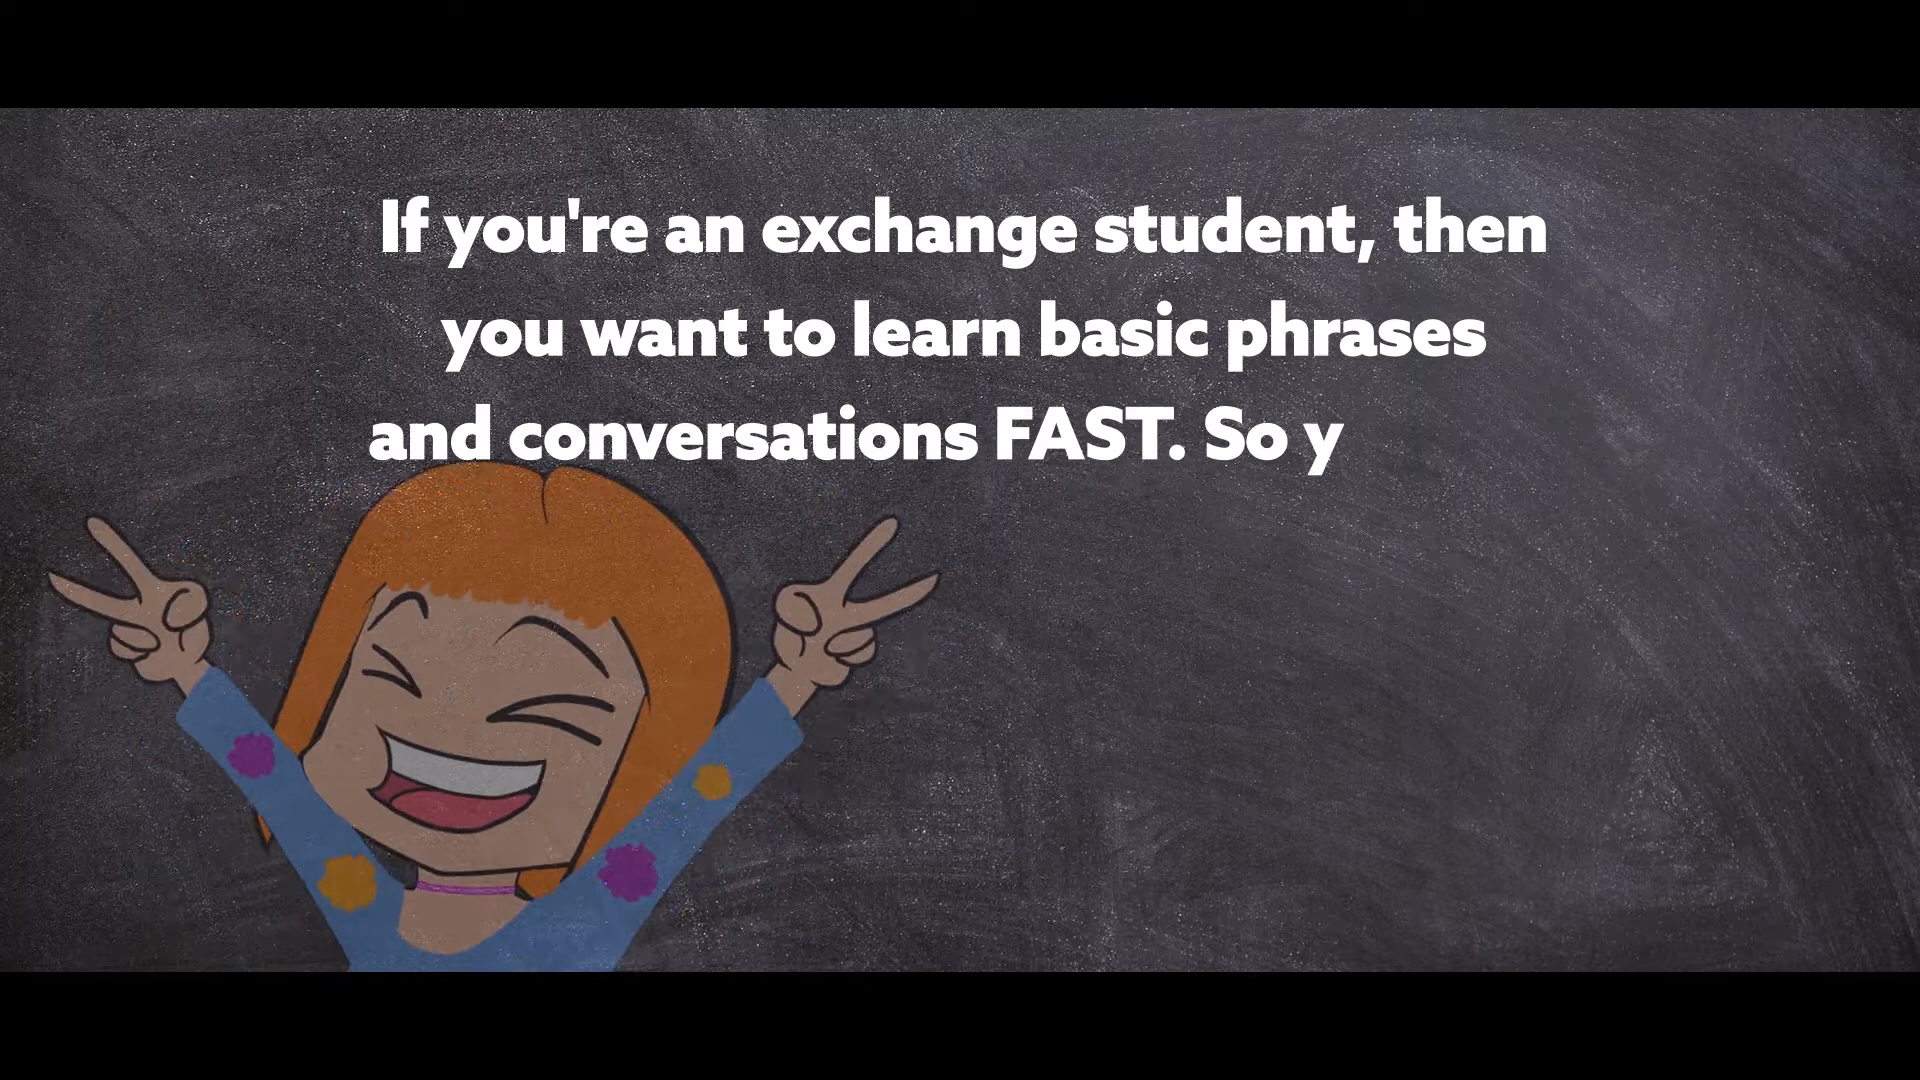 If you're an exchange student, then
you want to learn basic phrases
and conversations FAST. So y